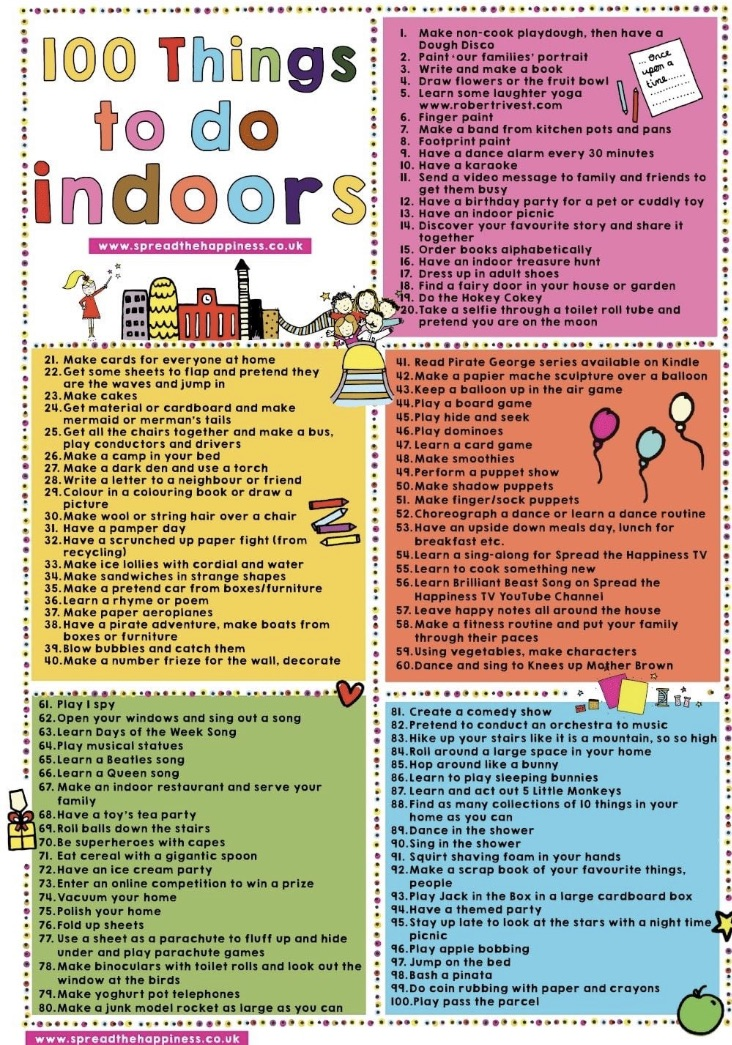 100 Things
to do
indoors
www.spreadthehappiness.co.uk
1. Make non-cook playdough, then have a
Dough Disco
2. Paint our families' portrait
3. Write and make a book
4. Draw flowers or the fruit bowl
5. Learn some laughter yoga
www.robertrivest.com
6. Finger paint
7. Make a band from kitchen pots and pans
8. Footprint paint
9. Have a dance alarm every 30 minutes
10. Have a karaoke
11. Send a video message to family and friends to
get them busy
12. Have a birthday party for a pet or cuddly toy
13. Have an indoor picnic
14. Discover your favourite story and share it
together
15. Order books alphabetically
16. Have an indoor treasure hunt
17. Dress up in adult shoes
18. Find a fairy door in your house or garden
19. Do the Hokey Cokey
20.Take a selfie through a toilet roll tube and
pretend you are on the moon
... Once
upon a
time......
21. Make cards for everyone at home
22.Get some sheets to flap and pretend they
are the waves and jump in
23.Make cakes
24.Get material or cardboard and make
mermaid or merman's tails
25.Get all the chairs together and make a bus,
play conductors and drivers
26.Make a camp in your bed
27. Make a dark den and use a torch
28.Write a letter to a neighbour or friend
29.Colour in a colouring book or draw a
picture
30.Make wool or string hair over a chair
31. Have a pamper day
32.Have a scrunched up paper fight (from
recycling)
33.Make ice lollies with cordial and water
34.Make sandwiches in strange shapes
35.Make a pretend car from boxes/furniture
36.Learn a rhyme or poem
37. Make paper aeroplanes
38.Have a pirate adventure, make boats from
boxes or furniture
39.Blow bubbles and catch them
40.Make a number frieze for the wall, decorate
41. Read Pirate George series available on Kindle
42.Make a papier mache sculpture over a balloon
43.Keep a balloon up in the air game
44.Play a board game
45.Play hide and seek
46.Play dominoes
47. Learn a card game
48.Make smoothies
49.Perform a puppet show
50.Make shadow puppets
51. Make finger/sock puppets
52.Choreograph a dance or learn a dance routine
53.Have an upside down meals day, lunch for
breakfast etc.
54.Learn a sing-along for Spread the Happiness TV
55.Learn to cook something new
56.Learn Brilliant Beast Song on Spread the
Happiness TV YouTube Channel
57. Leave happy notes all around the house
58.Make a fitness routine and put your family
through their paces
59.Using vegetables, make characters
60.Dance and sing to Knees up Mother Brown
61. Play I spy
62.Open your windows and sing out a song
63.Learn Days of the Week Song
64.Play musical statues
65.Learn a Beatles song
66.Learn a Queen song
67. Make an indoor restaurant and serve your
family
68.Have a toy's tea party
69.Roll balls down the stairs
70.Be superheroes with capes
71. Eat cereal with a gigantic spoon
72. Have an ice cream party
73.Enter an online competition to win a prize
74. Vacuum your home
75.Polish your home
76.Fold up sheets
77. Use a sheet as a parachute to fluff up and hide
under and play parachute games
78.Make binoculars with toilet rolls and look out the
window at the birds
79.Make yoghurt pot telephones
80.Make a junk model rocket as large as you can
81. Create a comedy show
82.Pretend to conduct an orchestra to music
83.Hike up your stairs like it is a mountain, so so high
84.Roll around a large space in your home
85.Hop around like a bunny
86.Learn to play sleeping bunnies
87. Learn and act out 5 Little Monkeys
88.Find as many collections of 10 things in your
home as you can
89.Dance in the shower
90.Sing in the shower
91. Squirt shaving foam in your hands
92.Make a scrap book of your favourite things,
people
93.Play Jack in the Box in a large cardboard box
94.Have a themed party
95.Stay up late to look at the stars with a night time
picnic
96.Play apple bobbing
97. Jump on the bed
98.Bash a pinata
99.Do coin rubbing with paper and crayons
100.Play pass the parcel
www.spreadthehappiness.co.uk